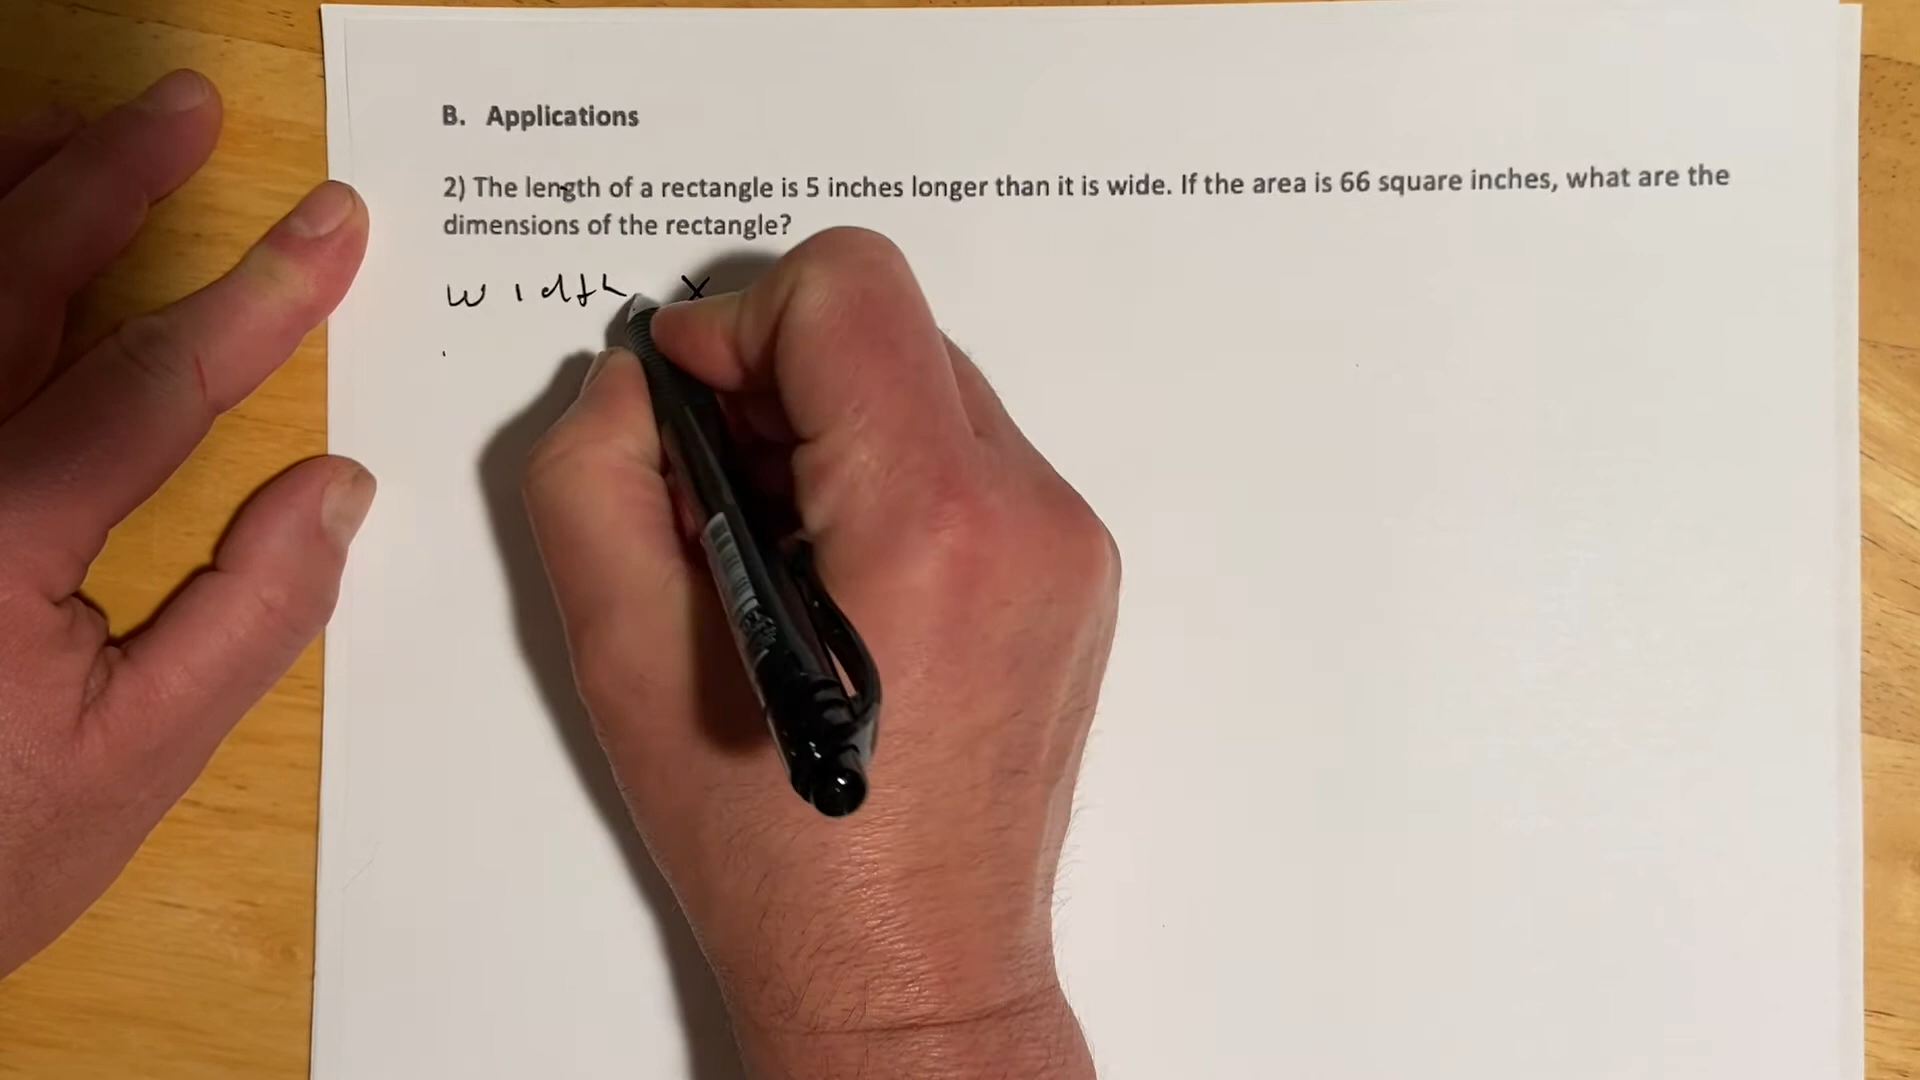 B. Applications
2) The length of a rectangle is 5 inches longer than it is wide. If the area is 66 square inches, what are the
dimensions of the rectangle?
width x